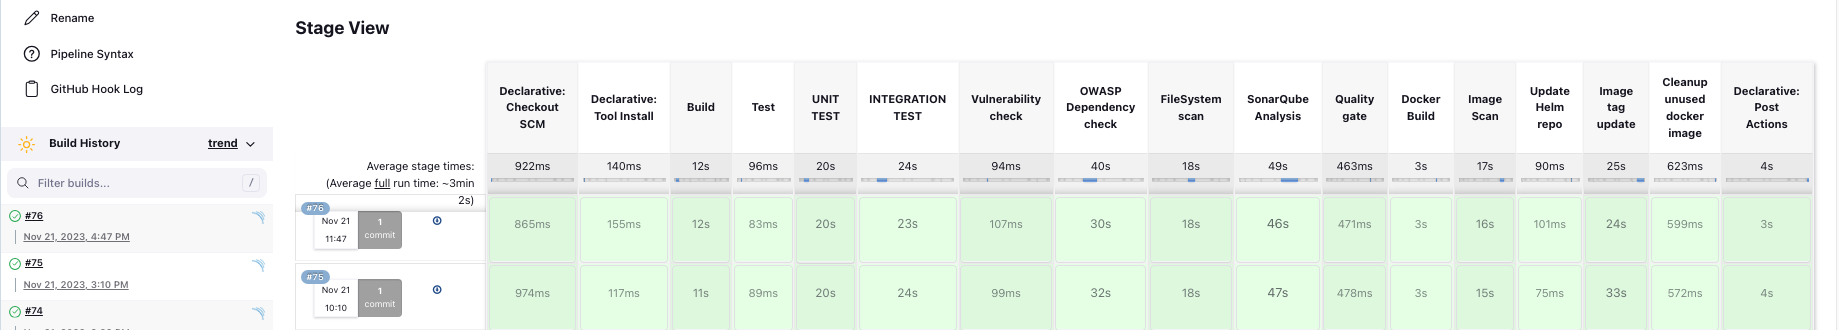 Rename
Pipeline Syntax
GitHub Hook Log
Build History
trend
Filter builds...
/
#76
Nov 21, 2023, 4:47 PM
#75
Nov 21, 2023, 3:10 PM
#74
Stage View
Declarative: Checkout SCM
Declarative: Tool Install
Build
Test
UNIT TEST
INTEGRATION TEST
Vulnerability check
OWASP Dependency check
FileSystem scan
SonarQube Analysis
Quality gate
Docker Build
Image Scan
Update Helm repo
Image tag update
Cleanup unused docker image
Declarative: Post Actions
Average stage times:
(Average full run time: ~3min
2s)
922ms 140ms 12s 96ms 20s 24s 94ms 40s 18s 49s 463ms 3s 17s 90ms 25s 623ms 4s
#76
Nov 21
11:47
1
commit
865ms 155ms 12s 83ms 20s 23s 107ms 30s 18s 46s 471ms 3s 16s 101ms 24s 599ms 3s
#75
Nov 21
10:10
1
commit
974ms 117ms 11s 89ms 20s 24s 99ms 32s 18s 47s 478ms 3s 15s 75ms 33s 572ms 4s